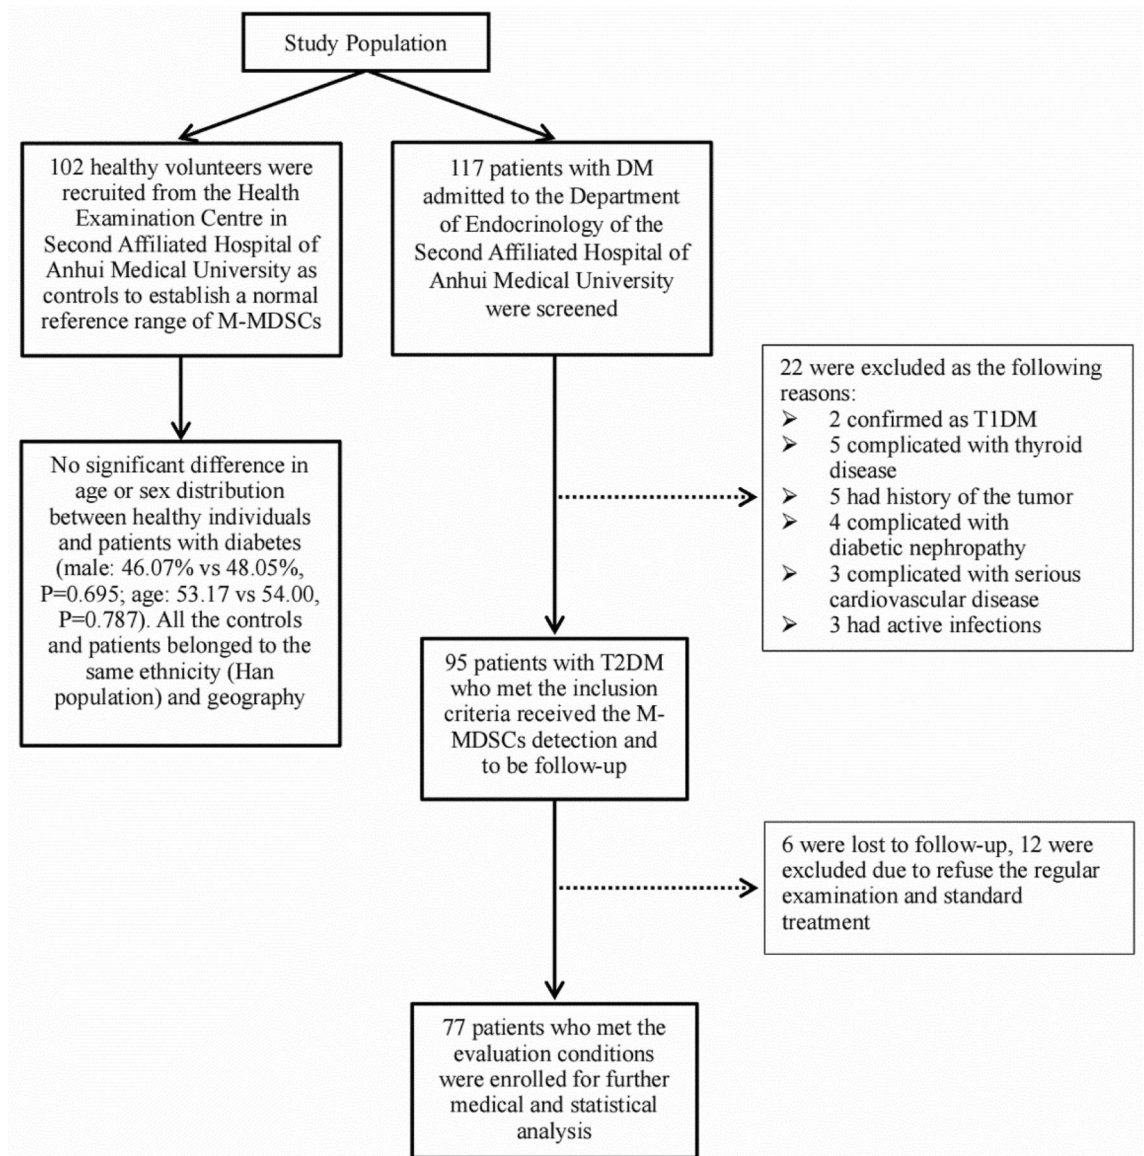 Study Population
102 healthy volunteers were
recruited from the Health
Examination Centre in
Second Affiliated Hospital of
Anhui Medical University as
controls to establish a normal
reference range of M-MDSCs
117 patients with DM
admitted to the Department
of Endocrinology of the
Second Affiliated Hospital of
Anhui Medical University
were screened
22 were excluded as the following
reasons:
➢ 2 confirmed as T1DM
➢ 5 complicated with thyroid
disease
➢ 5 had history of the tumor
➢ 4 complicated with
diabetic nephropathy
➢ 3 complicated with serious
cardiovascular disease
➢ 3 had active infections
No significant difference in
age or sex distribution
between healthy individuals
and patients with diabetes
(male: 46.07% vs 48.05%,
P=0.695; age: 53.17 vs 54.00,
P=0.787). All the controls
and patients belonged to the
same ethnicity (Han
population) and geography
95 patients with T2DM
who met the inclusion
criteria received the M-
MDSCs detection and
to be follow-up
6 were lost to follow-up, 12 were
excluded due to refuse the regular
examination and standard
treatment
77 patients who met the
evaluation conditions
were enrolled for further
medical and statistical
analysis